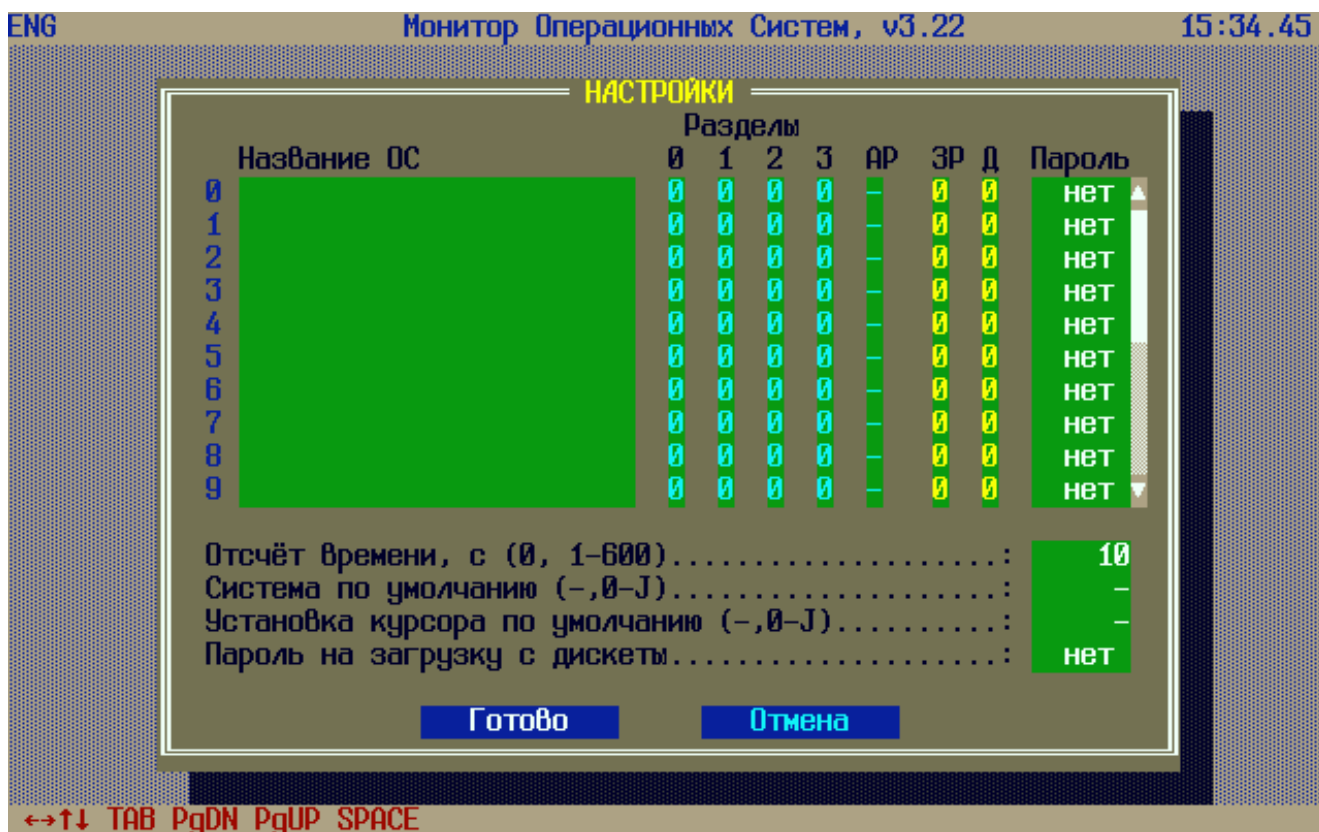 ENG Монитор Операционных Систем, v3.22 15:34.45
НАСТРОЙКИ
Разделы
Название ОС 0 1 2 3 АР ЗР Д Пароль
0 0 0 0 0 - 0 0 нет
1 0 0 0 0 - 0 0 нет
2 0 0 0 0 - 0 0 нет
3 0 0 0 0 - 0 0 нет
4 0 0 0 0 - 0 0 нет
5 0 0 0 0 - 0 0 нет
6 0 0 0 0 - 0 0 нет
7 0 0 0 0 - 0 0 нет
8 0 0 0 0 - 0 0 нет
9 0 0 0 0 - 0 0 нет
Отсчёт времени, с (0, 1-600)....................: 10
Система по умолчанию (-,0-J)....................: -
Установка курсора по умолчанию (-,0-J)..........: -
Пароль на загрузку с дискеты....................: нет
Готово Отмена
←→↑↓ TAB PgDN PgUP SPACE